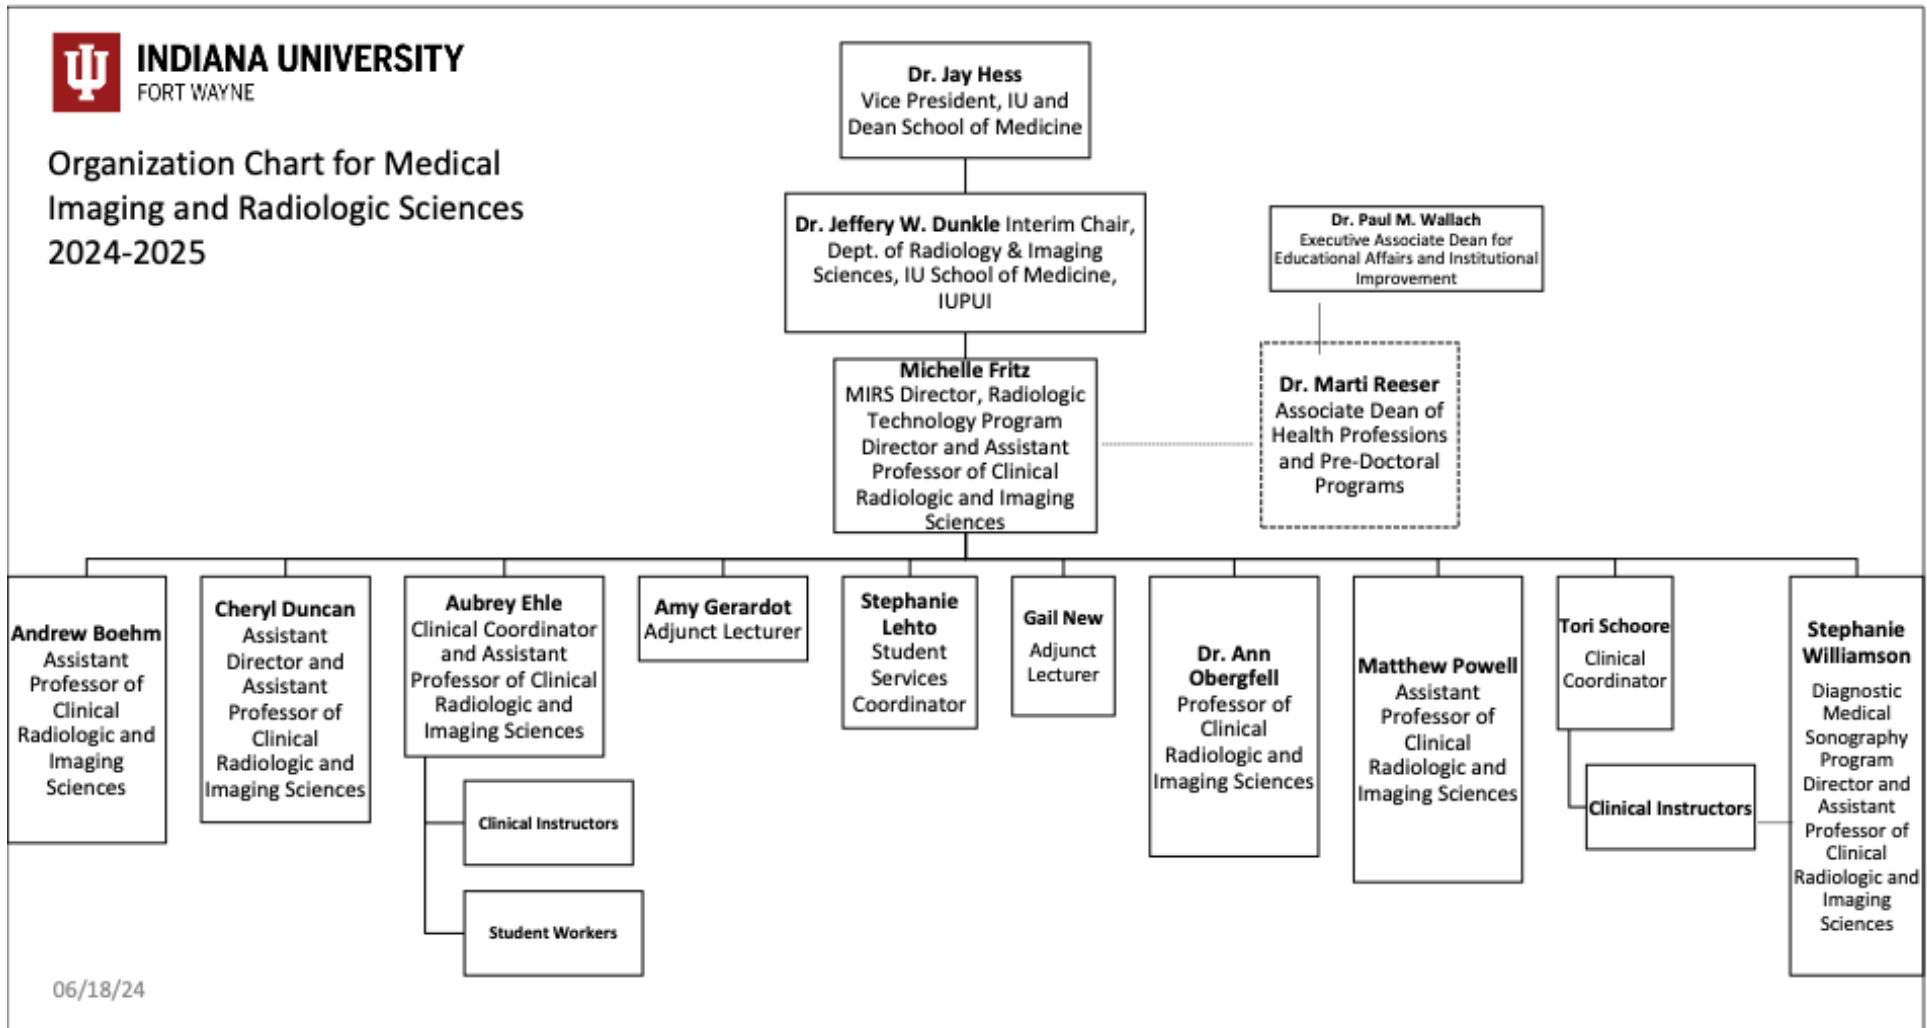 INDIANA UNIVERSITY
FORT WAYNE
Organization Chart for Medical
Imaging and Radiologic Sciences
2024-2025
Dr. Jay Hess
Vice President, IU and
Dean School of Medicine
Dr. Jeffery W. Dunkle Interim Chair,
Dept. of Radiology & Imaging
Sciences, IU School of Medicine,
IUPUI
Dr. Paul M. Wallach
Executive Associate Dean for
Educational Affairs and Institutional
Improvement
Michelle Fritz
MIRS Director, Radiologic
Technology Program
Director and Assistant
Professor of Clinical
Radiologic and Imaging
Sciences
Dr. Marti Reeser
Associate Dean of
Health Professions
and Pre-Doctoral
Programs
Andrew Boehm
Assistant
Professor of
Clinical
Radiologic and
Imaging
Sciences
Cheryl Duncan
Assistant
Director and
Assistant
Professor of
Clinical
Radiologic and
Imaging Sciences
Aubrey Ehle
Clinical Coordinator
and Assistant
Professor of Clinical
Radiologic and
Imaging Sciences
Clinical Instructors
Student Workers
Amy Gerardot
Adjunct Lecturer
Stephanie
Lehto
Student
Services
Coordinator
Gail New
Adjunct
Lecturer
Dr. Ann
Obergfell
Professor of
Clinical
Radiologic and
Imaging Sciences
Matthew Powell
Assistant
Professor of
Clinical
Radiologic and
Imaging Sciences
Tori Schoore
Clinical
Coordinator
Clinical Instructors
Stephanie
Williamson
Diagnostic
Medical
Sonography
Program
Director and
Assistant
Professor of
Clinical
Radiologic and
Imaging
Sciences
06/18/24